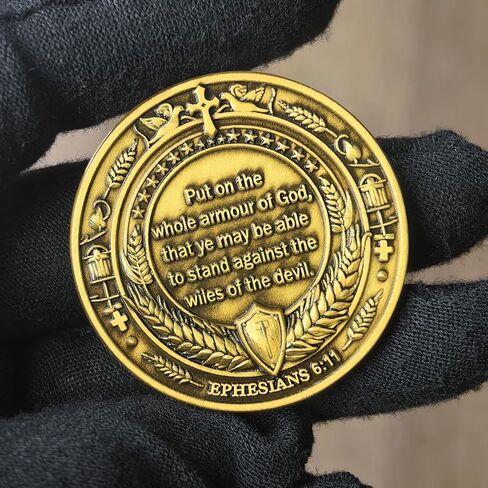 Put on the
whole armour of God,
that ye may be able
to stand against the
wiles of the devil.
EPHESIANS 6:11